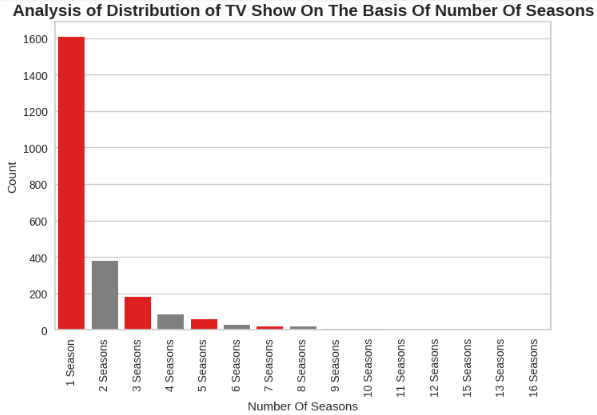 Analysis of Distribution of TV Show On The Basis Of Number Of Seasons
1600
1400
1200
1000
800
600
400
200
0
Count
1 Season
2 Seasons
3 Seasons
4 Seasons
5 Seasons
6 Seasons
7 Seasons
8 Seasons
9 Seasons
10 Seasons
11 Seasons
12 Seasons
15 Seasons
13 Seasons
16 Seasons
Number Of Seasons